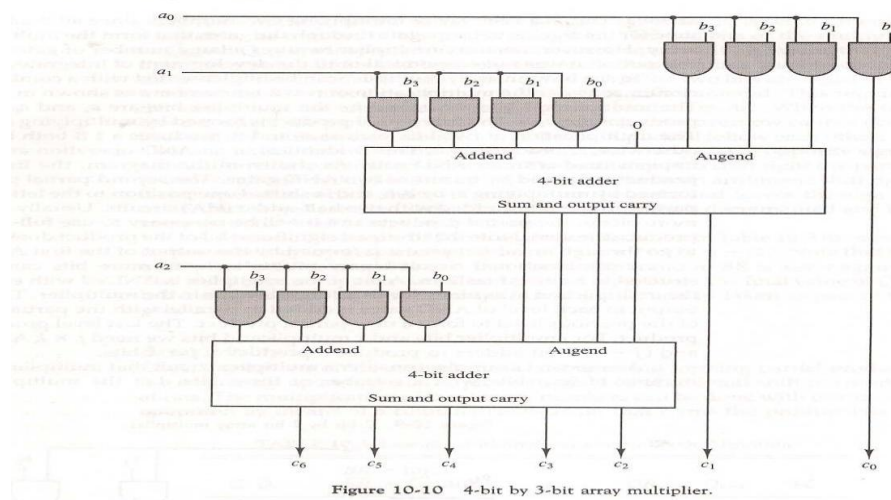 a0
b3 b2 b1 b
a1
b3 b2 b1 b0
0
Addend Augend
4-bit adder
Sum and output carry
a2
b3 b2 b1 b0
Addend Augend
4-bit adder
Sum and output carry
c6 c5 c4 c3 c2 c1 c0
Figure 10-10 4-bit by 3-bit array multiplier.